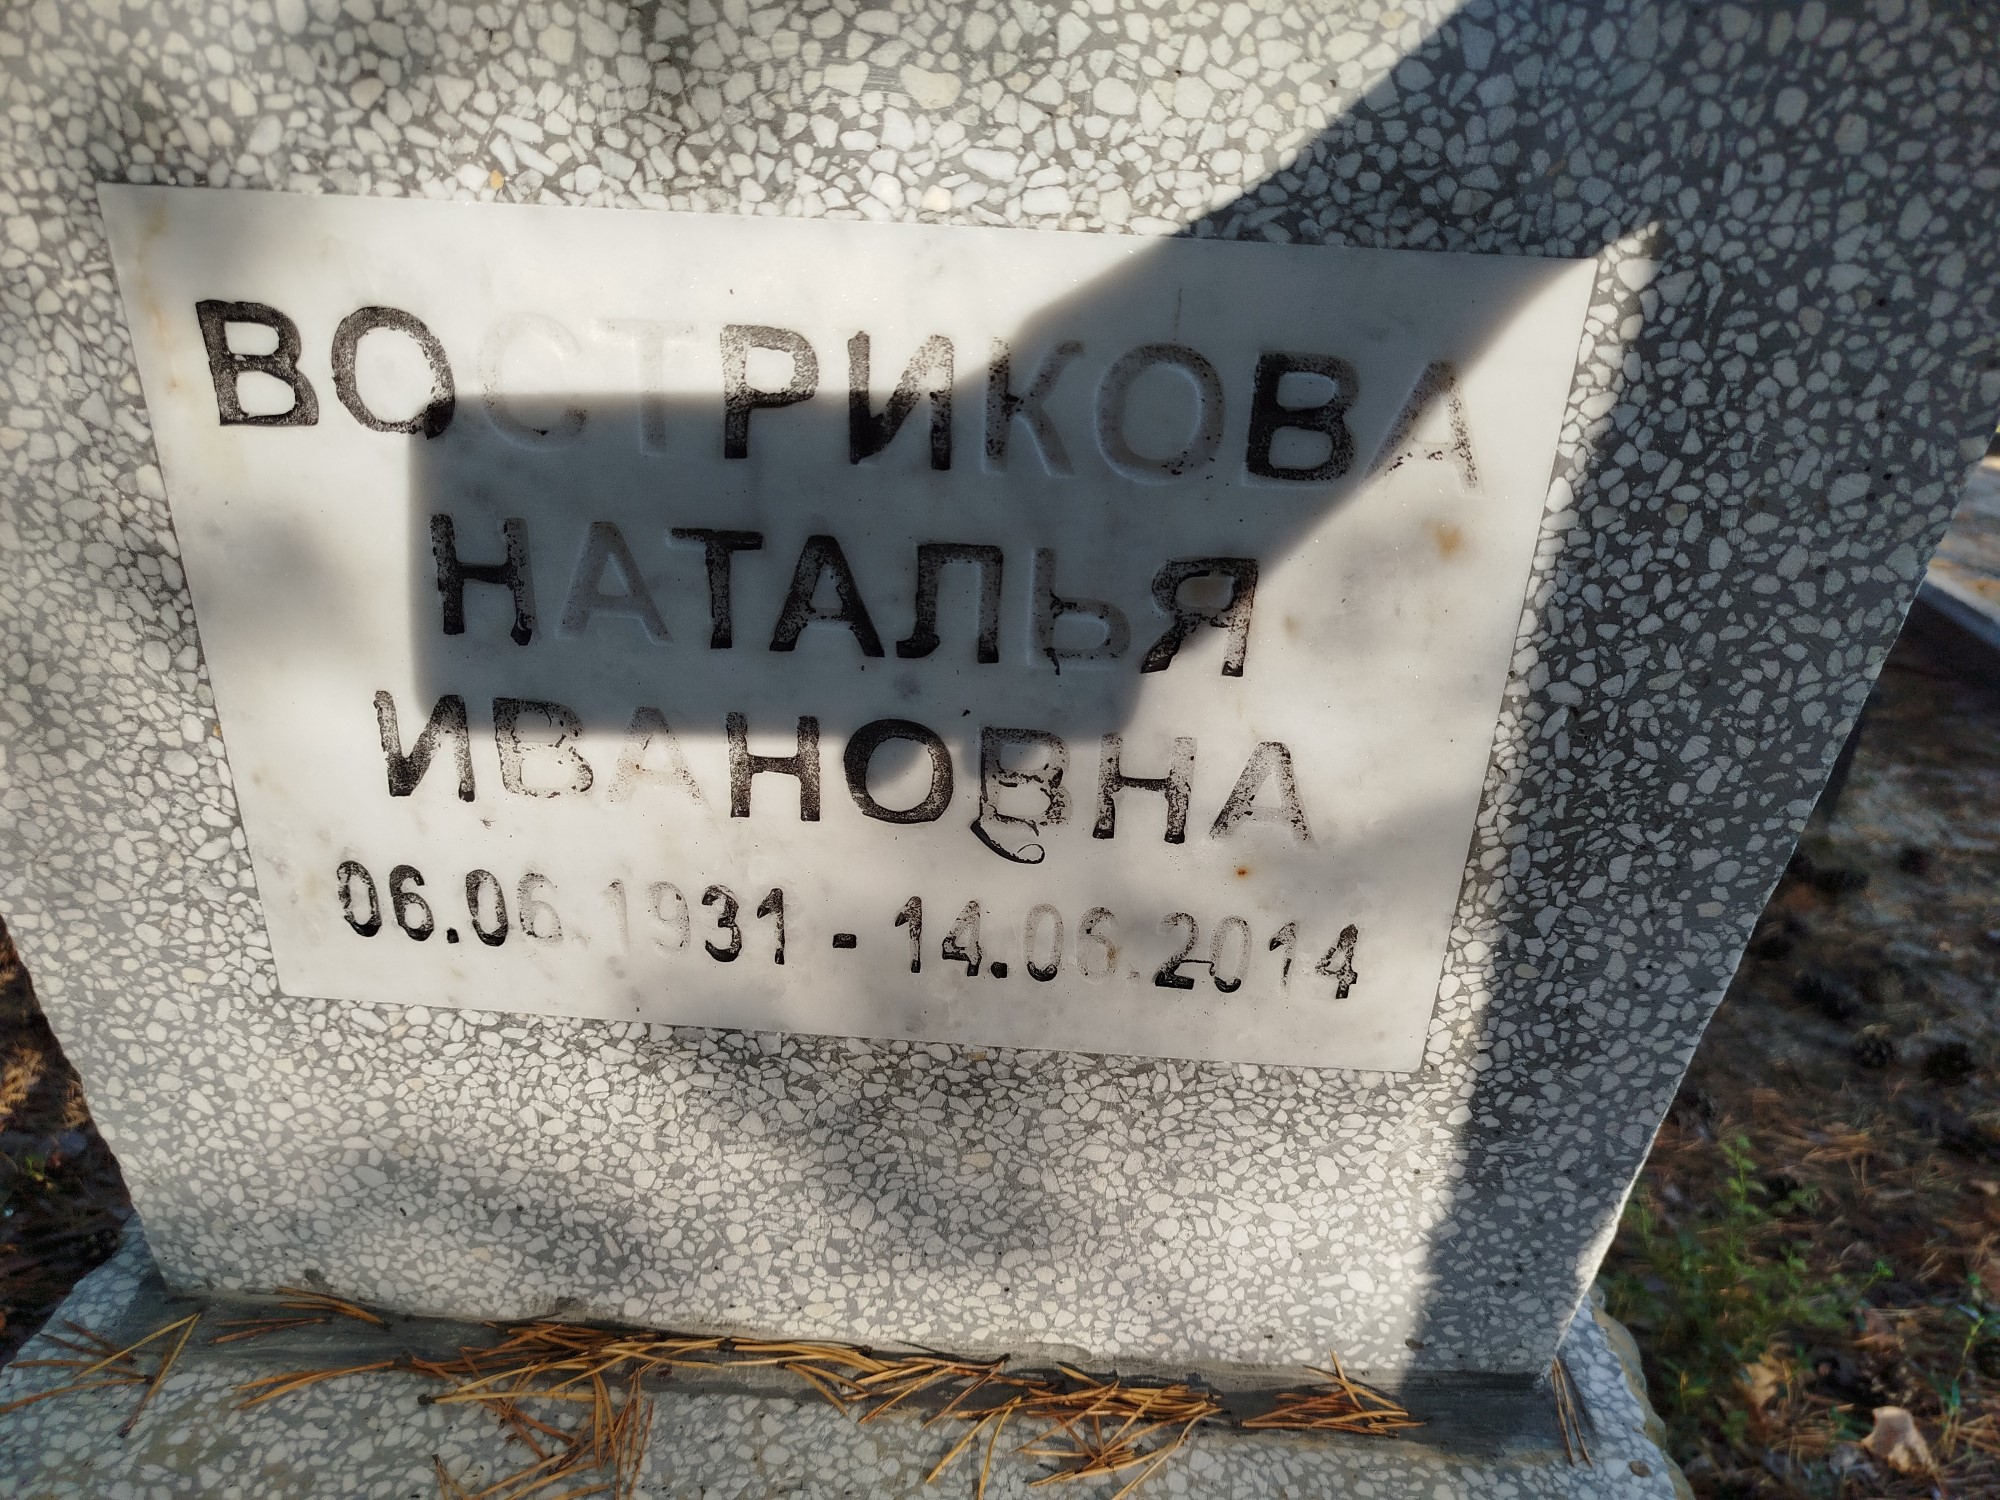 ВОСТРИКОВА
НАТАЛЬЯ
ИВАНОВНА
06.06.1931 - 14.06.2014